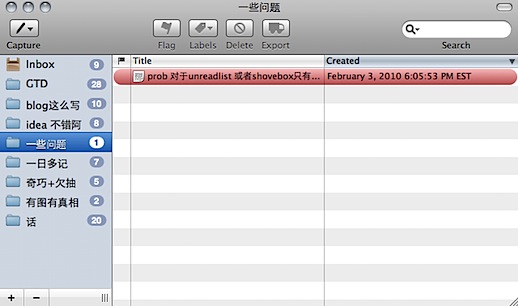 一些问题
Capture Flag Labels Delete Export Search
Title Created
Inbox 9
GTD 28
blog这么写 10
idea 不错阿 8
一些问题 1
一日多记 7
奇巧+欠抽 5
有图有真相 2
话 20
prob 对于unreadlist 或者shovebox只有... February 3, 2010 6:05:53 PM EST